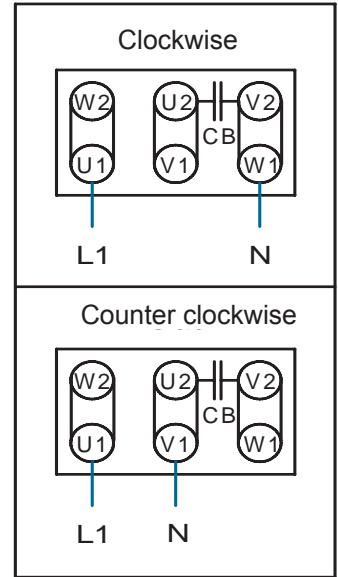 Clockwise
W2 U2 V2
CB
U1 V1 W1
L1 N
Counter clockwise
W2 U2 V2
CB
U1 V1 W1
L1 N